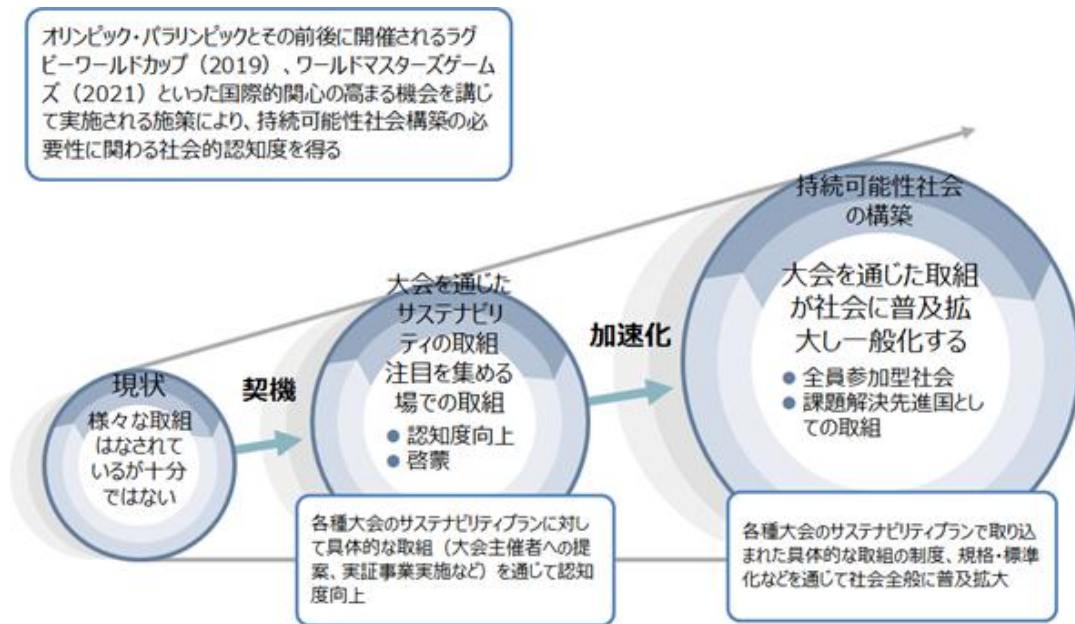 オリンピック・パラリンピックとその前後に開催されるラグ
ビーワールドカップ（2019）、ワールドマスターズゲーム
ズ（2021）といった国際的関心の高まる機会を講じ
て実施される施策により、持続可能性社会構築の必
要性に関わる社会的認知度を得る
現状
様々な取組
はなされて
いるが十分
ではない
契機
大会を通じた
サステナビリ
ティの取組
注目を集める
場での取組
● 認知度向上
● 啓蒙
各種大会のサステナビリティプランに対し
て具体的な取組（大会主催者への提
案、実証事業実施など）を通じて認知
度向上
加速化
持続可能性社会
の構築
大会を通じた取組
が社会に普及拡
大し一般化する
● 全員参加型社会
● 課題解決先進国とし
ての取組
各種大会のサステナビリティプランで取り込
まれた具体的な取組の制度、規格・標準
化などを通じて社会全般に普及拡大